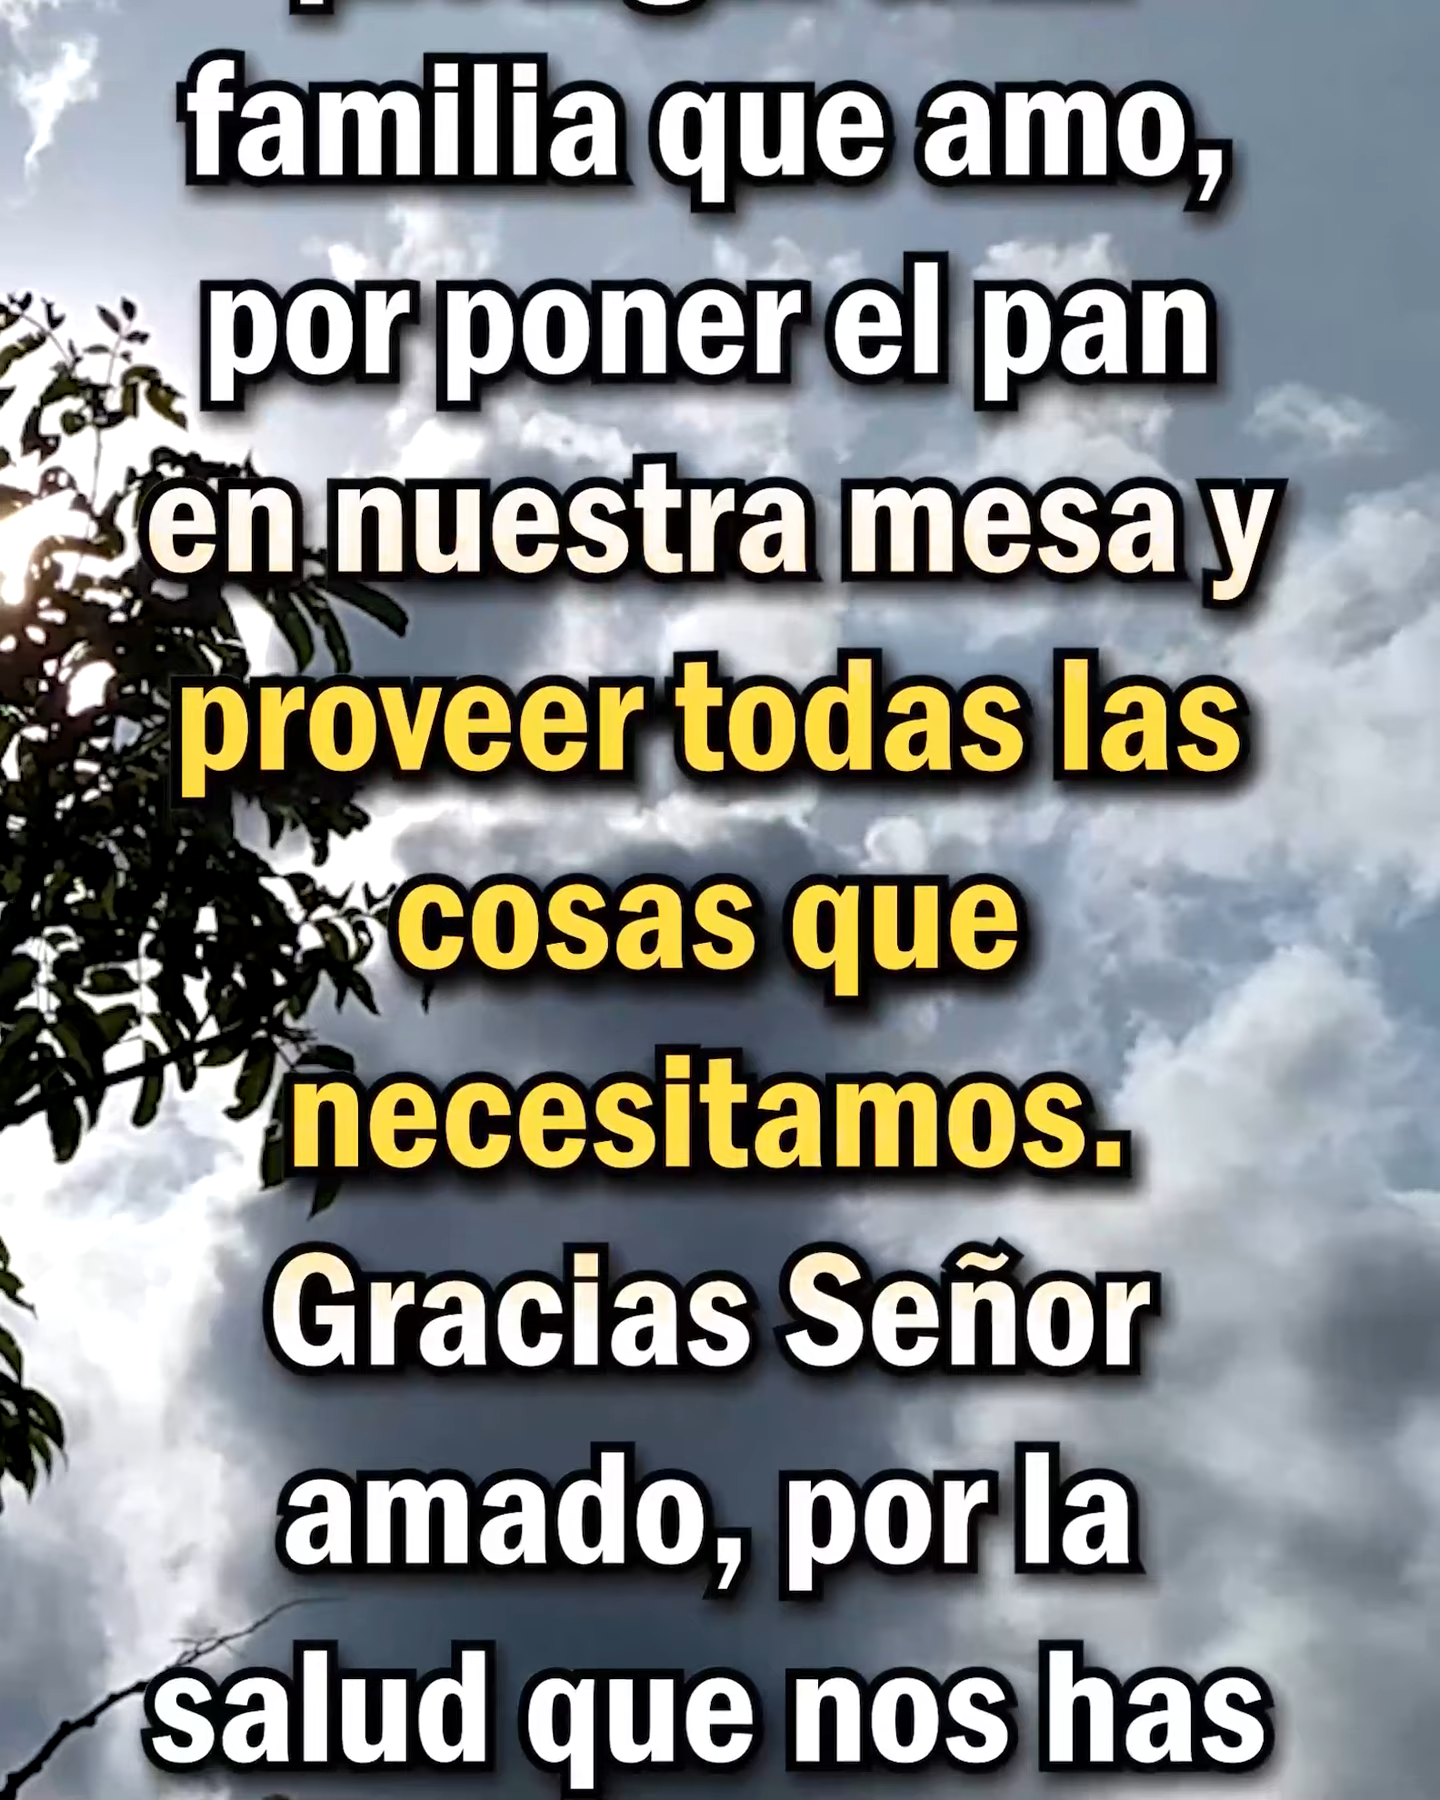 familia que amo,
por poner el pan
en nuestra mesa y
proveer todas las
cosas que
necesitamos.
Gracias Señor
amado, por la
salud que nos has